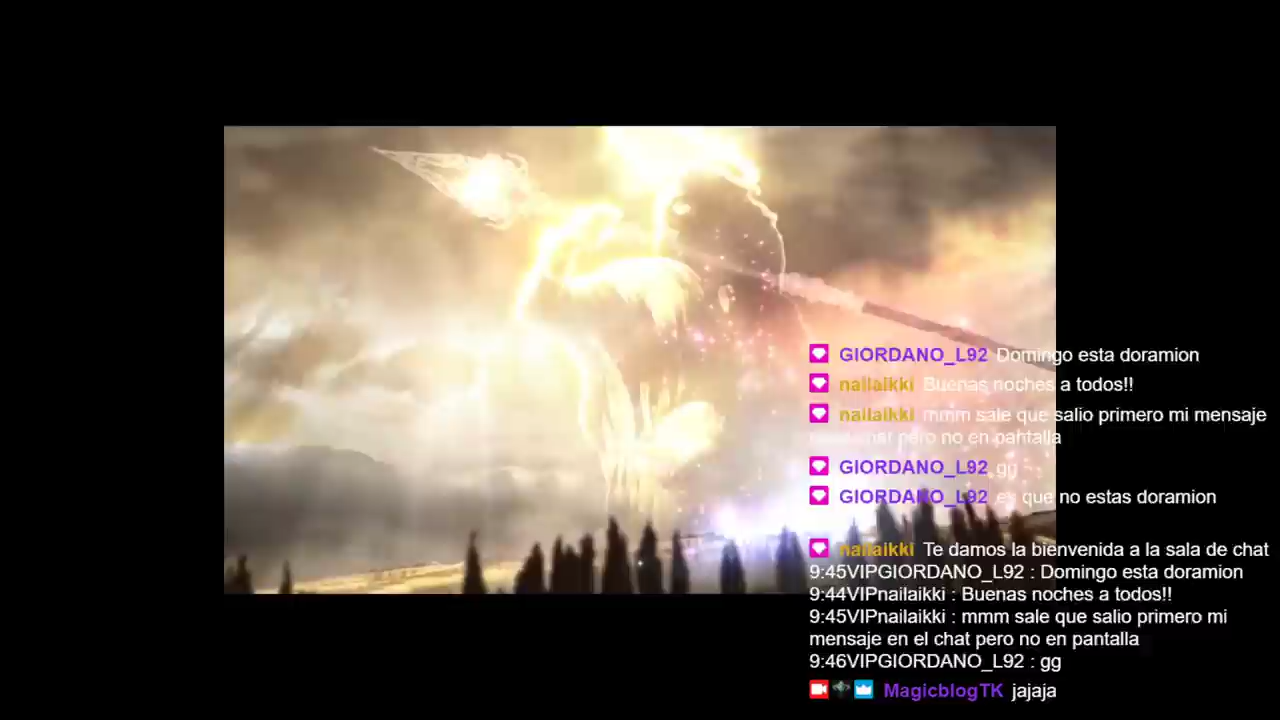 GIORDANO_L92 Domingo esta doramion
nailaikki Buenas noches a todos!!
nailaikki mmm sale que salio primero mi mensaje
en el chat pero no en pantalla
GIORDANO_L92 gg
GIORDANO_L92 es que no estas doramion
nailaikki Te damos la bienvenida a la sala de chat
9:45VIPGIORDANO_L92 : Domingo esta doramion
9:44VIPnailaikki : Buenas noches a todos!!
9:45VIPnailaikki : mmm sale que salio primero mi
mensaje en el chat pero no en pantalla
9:46VIPGIORDANO_L92 : gg
MagicblogTK jajaja